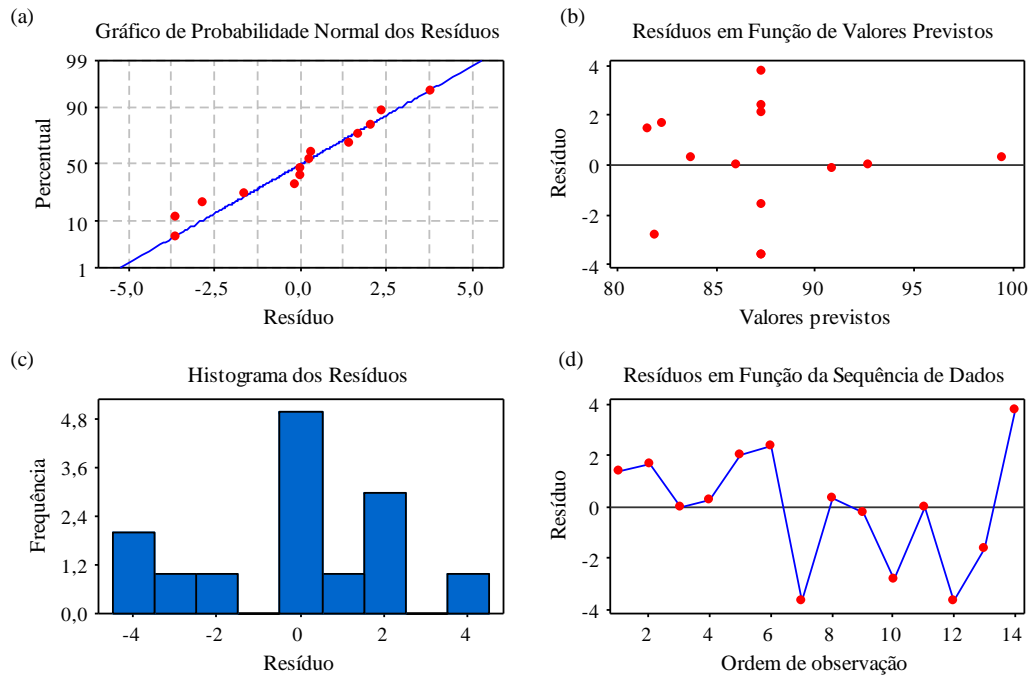 (a)
Gráfico de Probabilidade Normal dos Resíduos
99
90
50
10
1
Percentual
-5,0 -2,5 0,0 2,5 5,0
Resíduo
(b)
Resíduos em Função de Valores Previstos
4
2
0
-2
-4
Resíduo
80 85 90 95 100
Valores previstos
(c)
Histograma dos Resíduos
4.8
3.6
2,4
1,2
0,0
Frequência
-4 -2 0 2 4
Resíduo
(d)
Resíduos em Função da Sequência de Dados
4
2
0
-2
-4
Resíduo
2 4 6 8 10 12 14
Ordem de observação